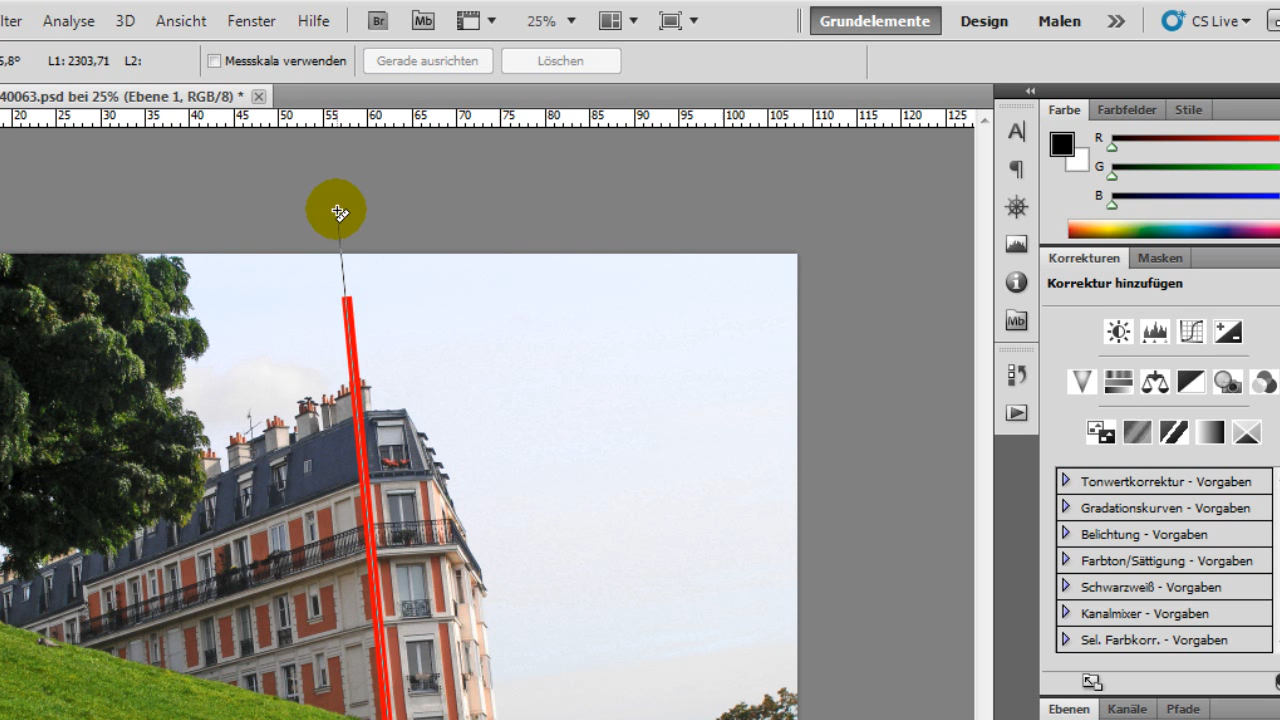 lter Analyse 3D Ansicht Fenster Hilfe Br Mb 25% Grundelemente Design Malen CS Live
5,8° L1: 2303,71 L2: Messskala verwenden Gerade ausrichten Löschen
40063.psd bei 25% (Ebene 1, RGB/8) *
20 25 30 35 40 45 50 55 60 65 70 75 80 85 90 95 100 105 110 115 120 125
Farbe Farbfelder Stile
R
G
B
Korrekturen Masken
Korrektur hinzufügen
Mb
Tonwertkorrektur - Vorgaben
Gradationskurven - Vorgaben
Belichtung - Vorgaben
Farbton/Sättigung - Vorgaben
Schwarzweiß - Vorgaben
Kanalmixer - Vorgaben
Sel. Farbkorr. - Vorgaben
Ebenen Kanäle Pfade